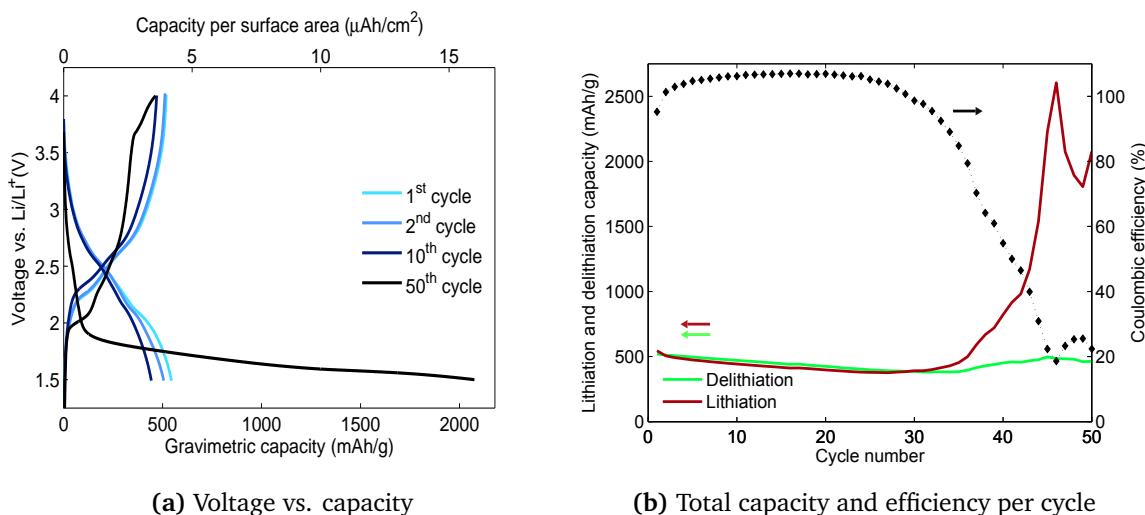 Capacity per surface area (μAh/cm²)
0 5 10 15
Voltage vs. Li/Li⁺(V)
4
3.5
3
2.5
2
1.5
1ˢᵗ cycle
2ⁿᵈ cycle
10ᵗʰ cycle
50ᵗʰ cycle
0 500 1000 1500 2000
Gravimetric capacity (mAh/g)
(a) Voltage vs. capacity
Lithiation and delithiation capacity (mAh/g)
2500
2000
1500
1000
500
0
Delithiation
Lithiation
100
80
60
40
20
0
Coulombic efficiency (%)
0 10 20 30 40 50
Cycle number
(b) Total capacity and efficiency per cycle